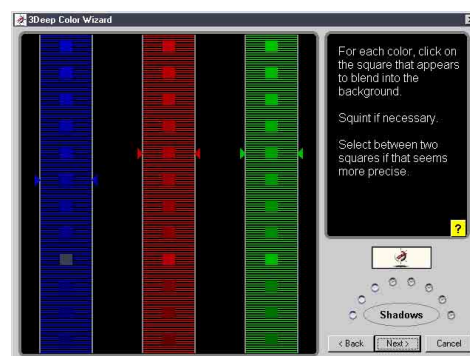 3Deep Color Wizard
For each color, click on
the square that appears
to blend into the
background.
Squint if necessary.
Select between two
squares if that seems
more precise.
?
Shadows
< Back
Next >
Cancel